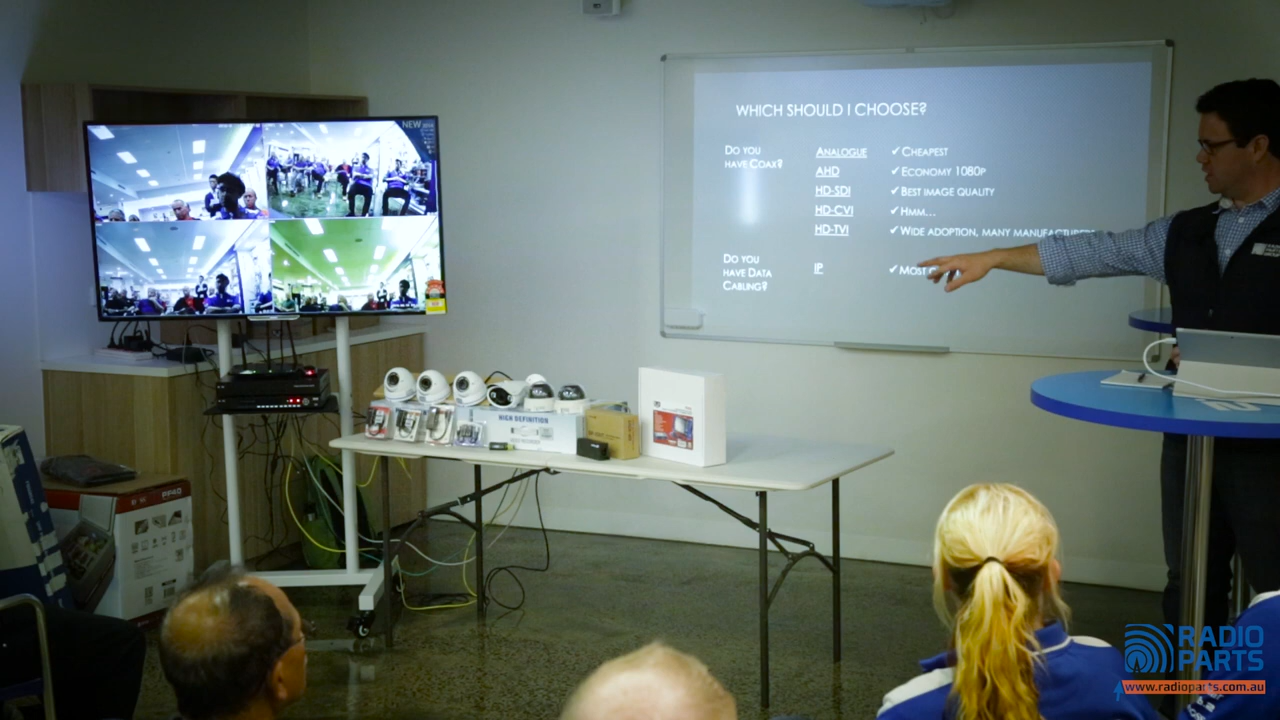 WHICH SHOULD I CHOOSE?
DO YOU HAVE COAX?
ANALOGUE ✓ CHEAPEST
AHD ✓ ECONOMY 1080P
HD-SDI ✓ BEST IMAGE QUALITY
HD-CVI ✓ HMM...
HD-TVI ✓ WIDE ADOPTION, MANY
DO YOU HAVE DATA CABLING?
IP ✓ MOST
NEW
HIGH DEFINITION
RADIO PARTS
www.radioparts.com.au